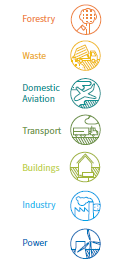 Forestry
Waste
Domestic
Aviation
Transport
Buildings
Industry
Power